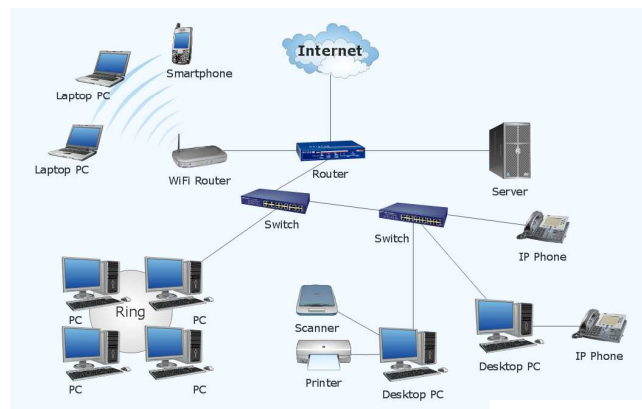 Internet
Smartphone
Laptop PC
Laptop PC
WiFi Router
Router
Server
Switch
Switch
IP Phone
PC
PC
Ring
PC
PC
Scanner
Printer
Desktop PC
Desktop PC
IP Phone